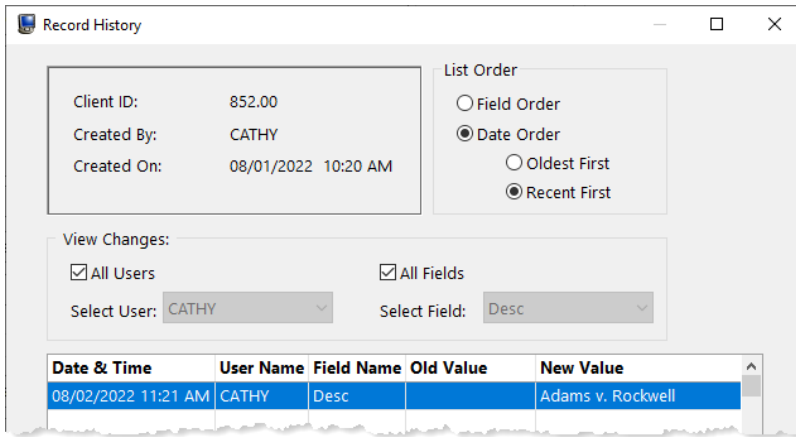 Record History
Client ID: 852.00
Created By: CATHY
Created On: 08/01/2022 10:20 AM
List Order
Field Order
Date Order
Oldest First
Recent First
View Changes:
All Users All Fields
Select User: CATHY Select Field: Desc
Date & Time User Name Field Name Old Value New Value
08/02/2022 11:21 AM CATHY Desc Adams v. Rockwell